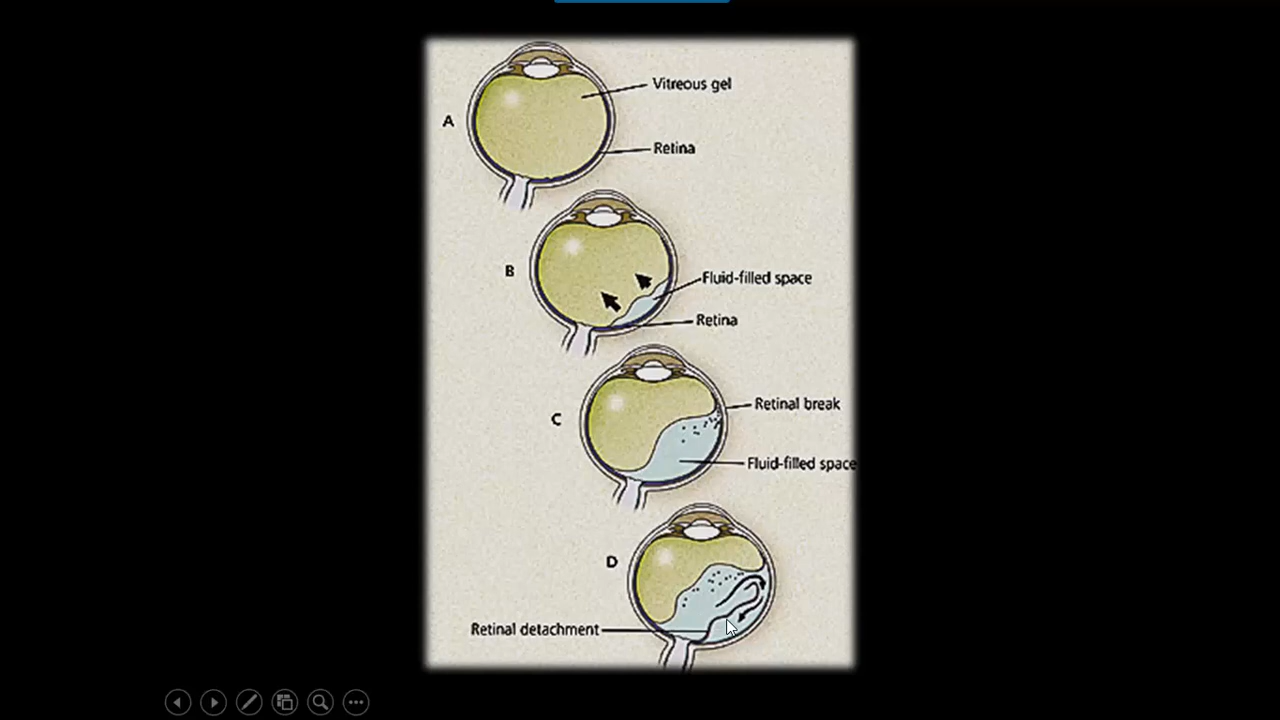 Vitreous gel
A
Retina
B
Fluid-filled space
Retina
Retinal break
C
Fluid-filled space
D
Retinal detachment